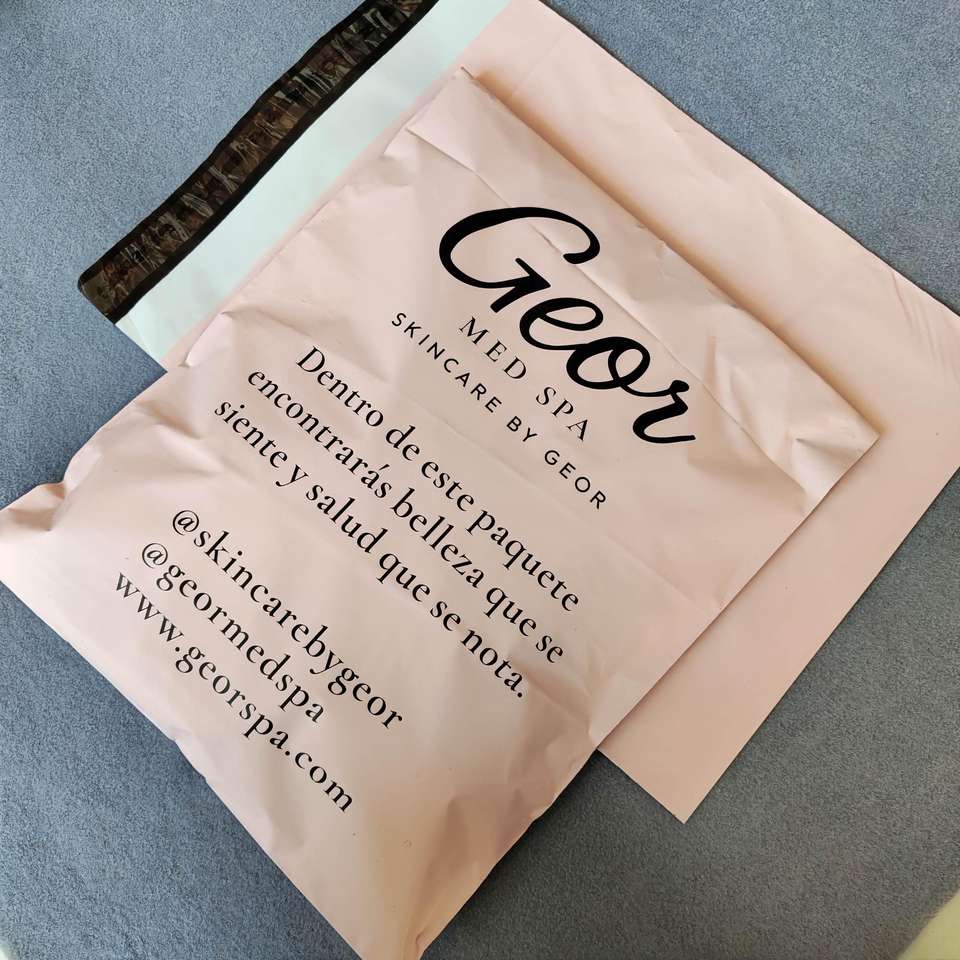 Geor
MED SPA
SKINCARE BY GEOR
Dentro de este paquete
encontrarás belleza que se
siente y salud que se nota.
@skincarebygeor
@geormedspa
www.georspa.com